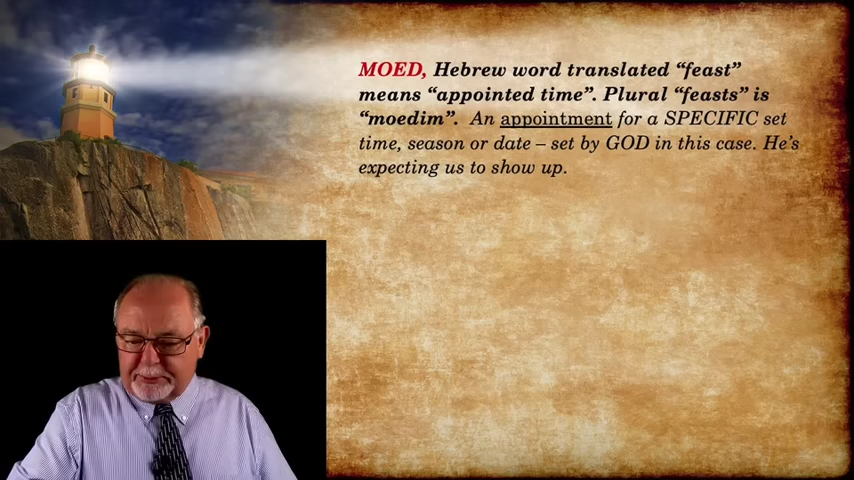 MOED, Hebrew word translated “feast”
means “appointed time”. Plural “feasts” is
“moedim”. An appointment for a SPECIFIC set
time, season or date – set by GOD in this case. He’s
expecting us to show up.